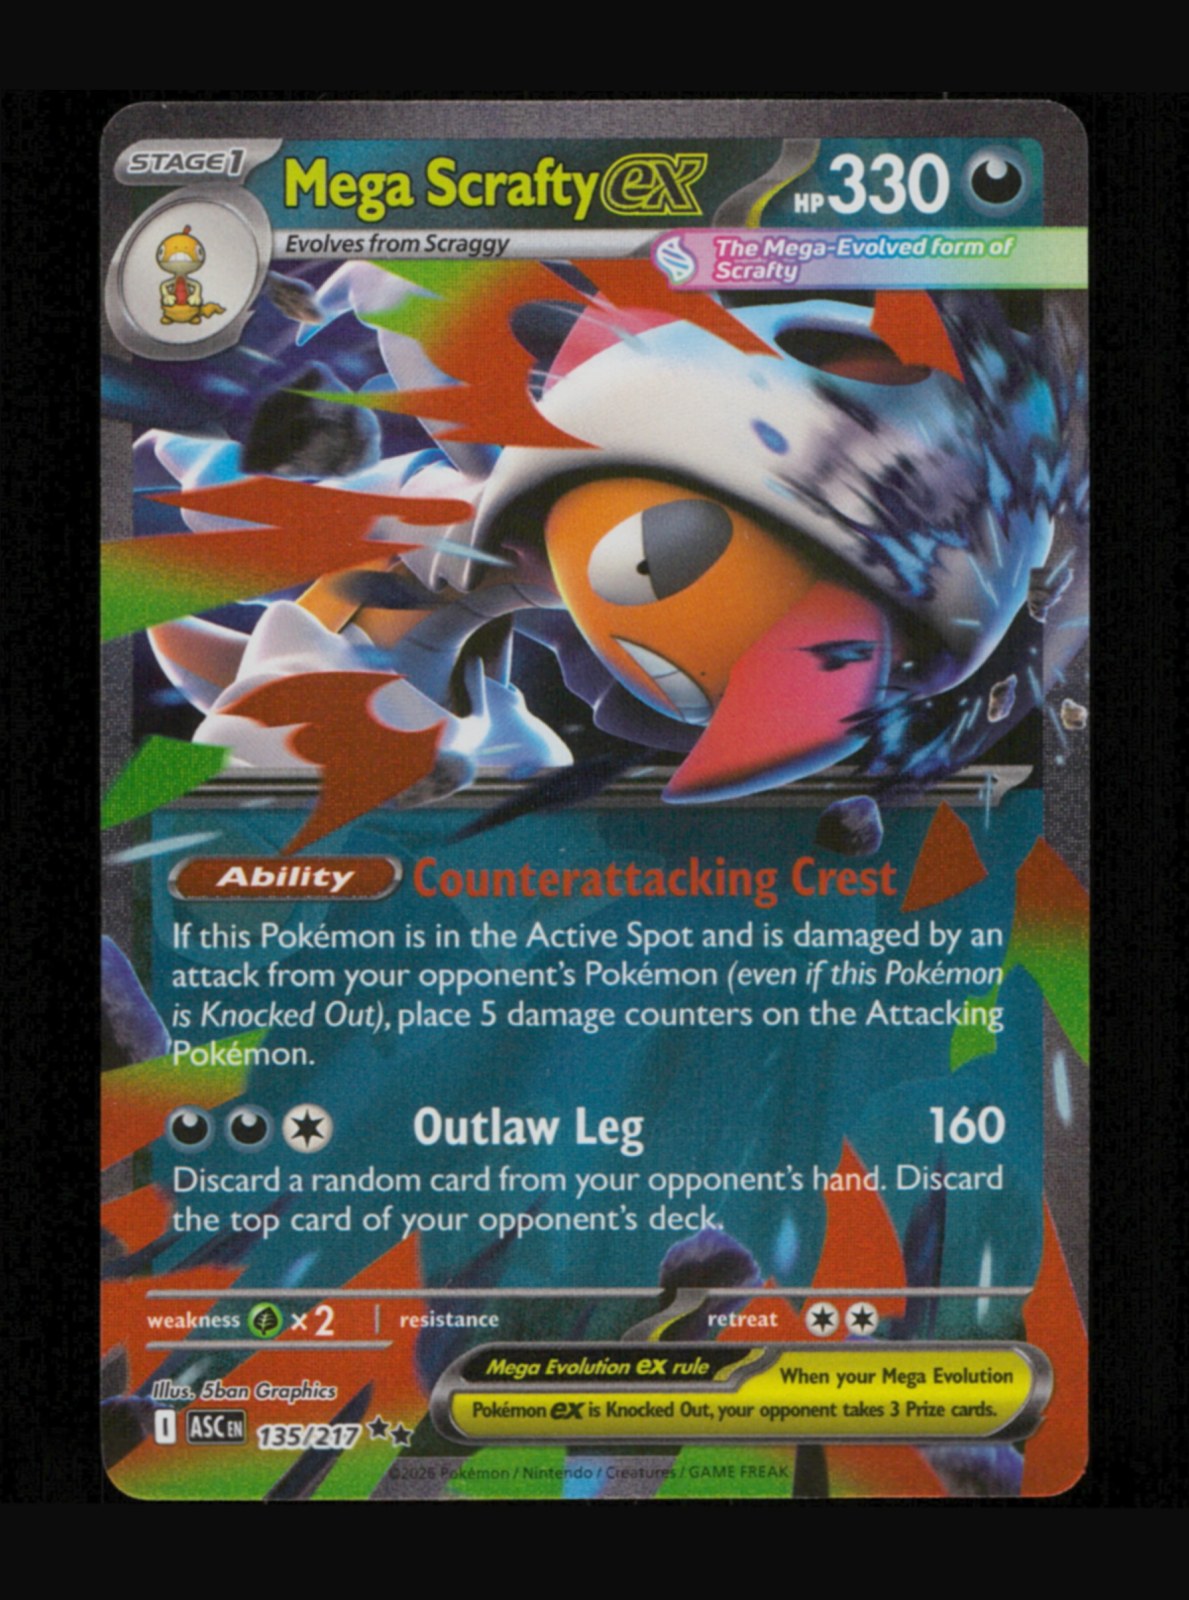 STAGE 1
Mega Scrafty ex
HP 330
Evolves from Scraggy
The Mega-Evolved form of
Scrafty
Ability Counterattacking Crest
If this Pokémon is in the Active Spot and is damaged by an
attack from your opponent's Pokémon (even if this Pokémon
is Knocked Out), place 5 damage counters on the Attacking
Pokémon.
Outlaw Leg 160
Discard a random card from your opponent's hand. Discard
the top card of your opponent's deck.
weakness ×2 resistance retreat
Mega Evolution ex rule
When your Mega Evolution
Pokémon ex is Knocked Out, your opponent takes 3 Prize cards.
Illus. 5ban Graphics
I ASC EN 135/217
©2026 Pokémon / Nintendo / Creatures / GAME FREAK